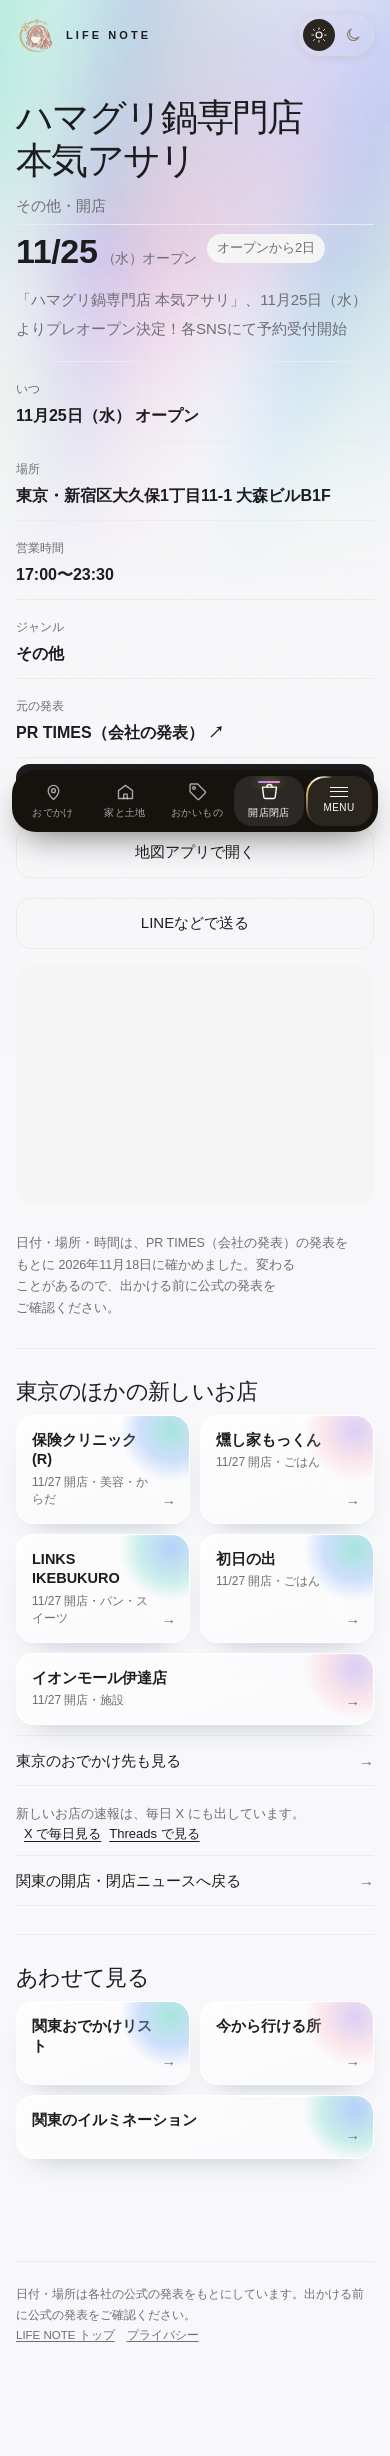 LIFE NOTE
ハマグリ鍋専門店
本気アサリ
その他・開店
11/25（水）オープン オープンから2日
「ハマグリ鍋専門店 本気アサリ」、11月25日（水）
よりプレオープン決定！各SNSにて予約受付開始
いつ
11月25日（水） オープン
場所
東京・新宿区大久保1丁目11-1 大森ビルB1F
営業時間
17:00〜23:30
ジャンル
その他
元の発表
PR TIMES（会社の発表） ↗
おでかけ 家と土地 おかいもの 開店閉店 MENU
地図アプリで開く
LINEなどで送る
日付・場所・時間は、PR TIMES（会社の発表）の発表を
もとに 2026年11月18日に確かめました。変わる
ことがあるので、出かける前に公式の発表を
ご確認ください。
東京のほかの新しいお店
保険クリニック
(R)
11/27 開店・美容・か
らだ →
燻し家もっくん
11/27 開店・ごはん
→
LINKS
IKEBUKURO
11/27 開店・パン・ス
イーツ →
初日の出
11/27 開店・ごはん
→
イオンモール伊達店
11/27 開店・施設 →
東京のおでかけ先も見る →
新しいお店の速報は、毎日 X にも出しています。
X で毎日見る Threads で見る
関東の開店・閉店ニュースへ戻る →
あわせて見る
関東おでかけリス
ト →
今から行ける所
→
関東のイルミネーション
→
日付・場所は各社の公式の発表をもとにしています。出かける前
に公式の発表をご確認ください。
LIFE NOTE トップ プライバシー